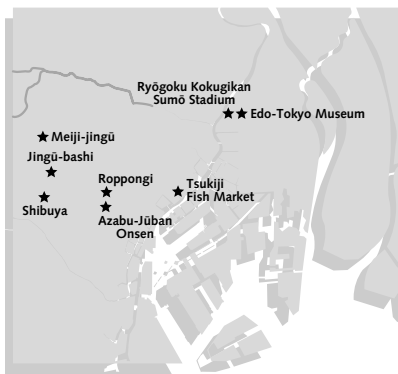 Ryōgoku Kokugikan
Sumō Stadium
Edo-Tokyo Museum
Meiji-jingū
Jingū-bashi
Roppongi
Tsukiji
Fish Market
Shibuya
Azabu-Jūban
Onsen